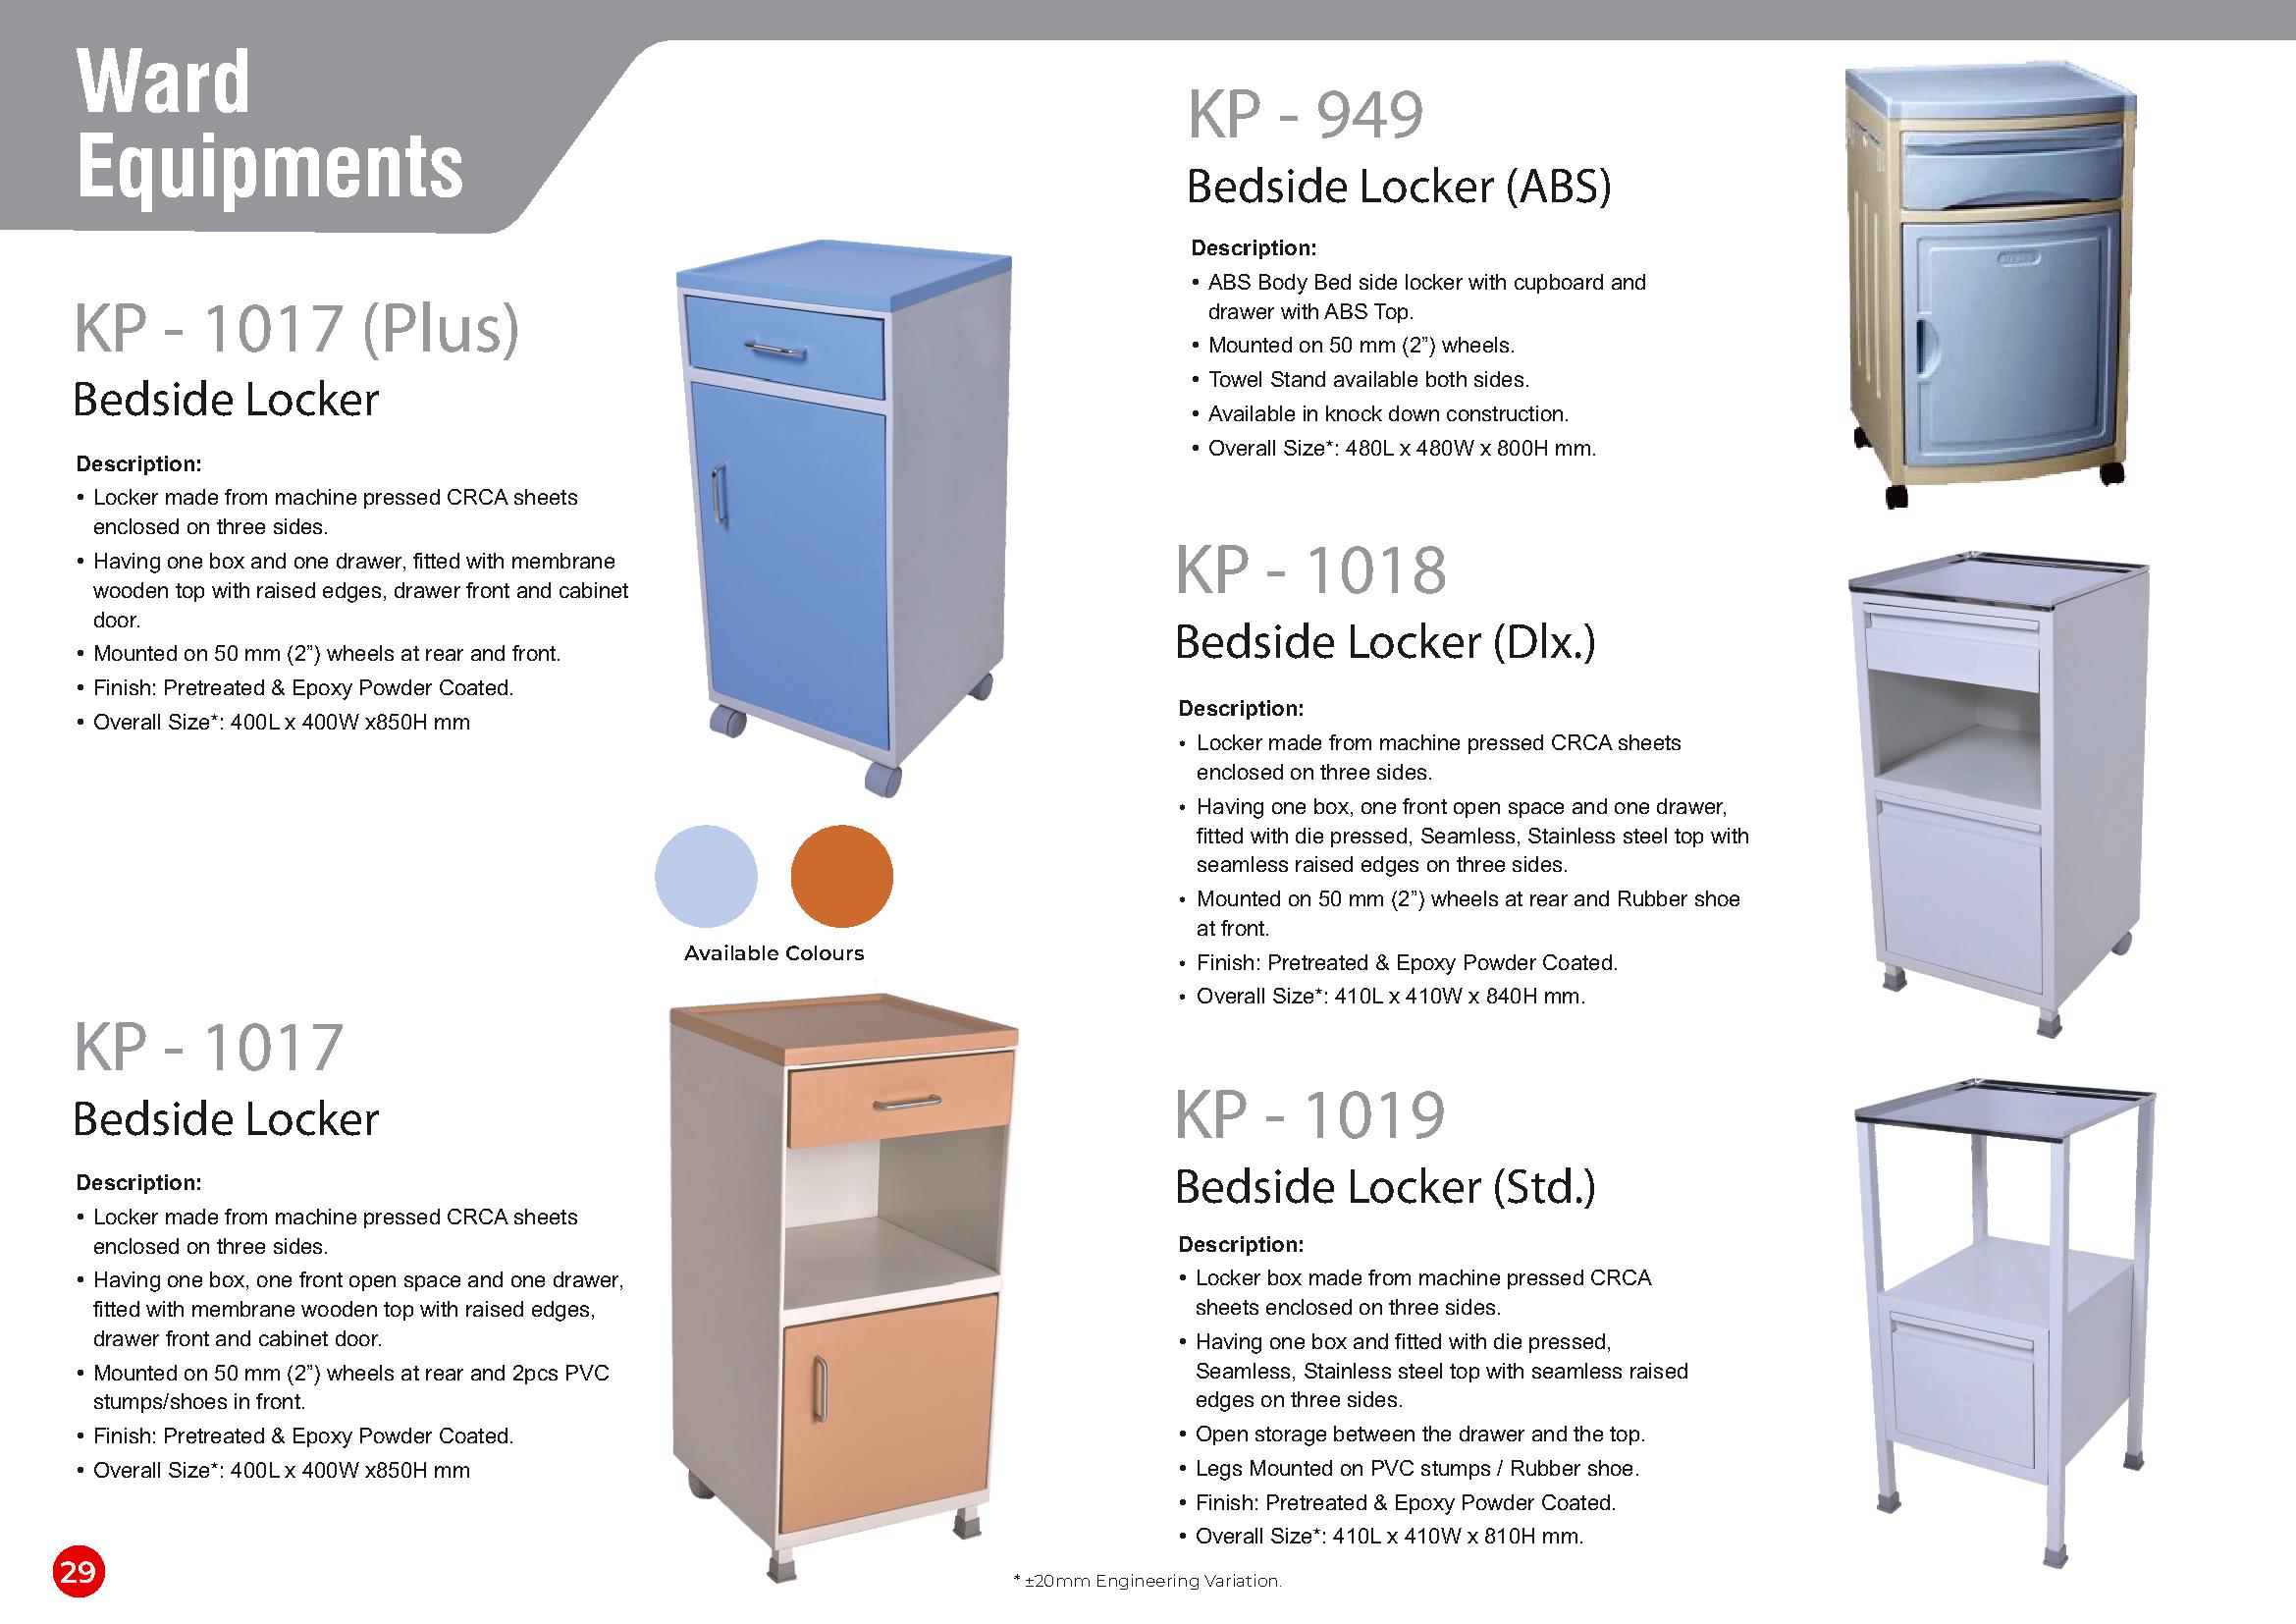 Ward
Equipments
KP - 1017 (Plus)
Bedside Locker
Description:
• Locker made from machine pressed CRCA sheets
enclosed on three sides.
• Having one box and one drawer, fitted with membrane
wooden top with raised edges, drawer front and cabinet
door.
• Mounted on 50 mm (2”) wheels at rear and front.
• Finish: Pretreated & Epoxy Powder Coated.
• Overall Size*: 400L x 400W x850H mm
Available Colours
KP - 1017
Bedside Locker
Description:
• Locker made from machine pressed CRCA sheets
enclosed on three sides.
• Having one box, one front open space and one drawer,
fitted with membrane wooden top with raised edges,
drawer front and cabinet door.
• Mounted on 50 mm (2”) wheels at rear and 2pcs PVC
stumps/shoes in front.
• Finish: Pretreated & Epoxy Powder Coated.
• Overall Size*: 400L x 400W x850H mm
KP - 949
Bedside Locker (ABS)
Description:
• ABS Body Bed side locker with cupboard and
drawer with ABS Top.
• Mounted on 50 mm (2”) wheels.
• Towel Stand available both sides.
• Available in knock down construction.
• Overall Size*: 480L x 480W x 800H mm.
KP - 1018
Bedside Locker (Dlx.)
Description:
• Locker made from machine pressed CRCA sheets
enclosed on three sides.
• Having one box, one front open space and one drawer,
fitted with die pressed, Seamless, Stainless steel top with
seamless raised edges on three sides.
• Mounted on 50 mm (2”) wheels at rear and Rubber shoe
at front.
• Finish: Pretreated & Epoxy Powder Coated.
• Overall Size*: 410L x 410W x 840H mm.
KP - 1019
Bedside Locker (Std.)
Description:
• Locker box made from machine pressed CRCA
sheets enclosed on three sides.
• Having one box and fitted with die pressed,
Seamless, Stainless steel top with seamless raised
edges on three sides.
• Open storage between the drawer and the top.
• Legs Mounted on PVC stumps / Rubber shoe.
• Finish: Pretreated & Epoxy Powder Coated.
• Overall Size*: 410L x 410W x 810H mm.
29
* ±20mm Engineering Variation.